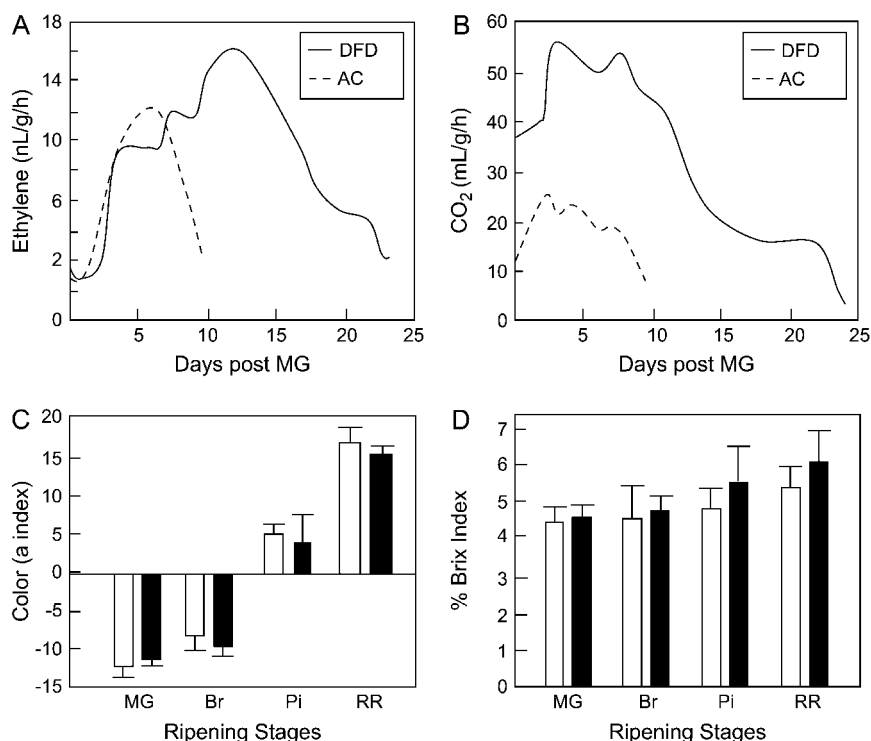 A
18
16
14
10
6
2
0
Ethylene (nL/g/h)
DFD
AC
5 10 15 20 25
Days post MG
B
60
50
40
30
20
10
0
CO2 (mL/g/h)
DFD
AC
5 10 15 20 25
Days post MG
C
20
15
10
5
0
-5
-10
-15
Color (a index)
MG Br Pi RR
Ripening Stages
D
7
6
5
4
3
2
1
0
% Brix Index
MG Br Pi RR
Ripening Stages